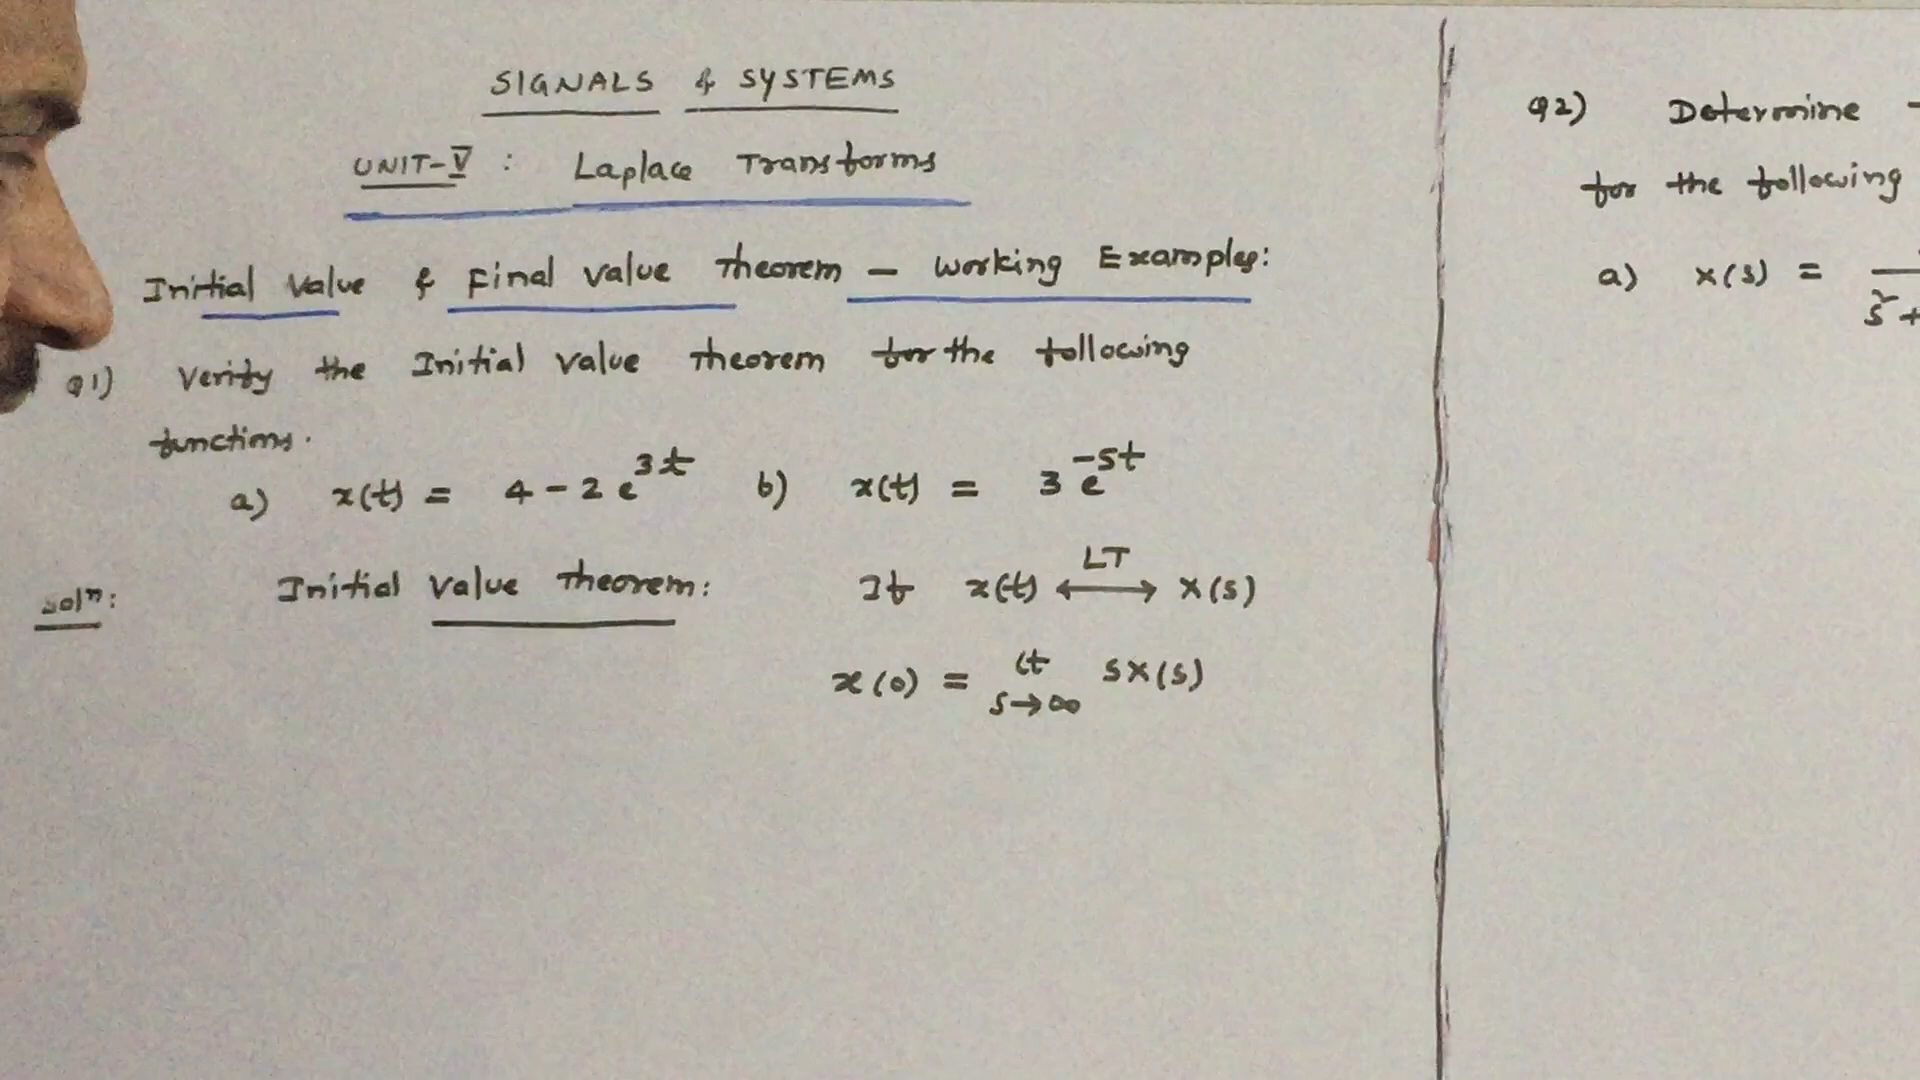 SIGNALS & SYSTEMS
UNIT-V : Laplace Transforms
Initial Value & Final Value Theorem – Working Examples:
Q1) Verify the Initial Value Theorem for the following
functions.
a) x(t) = 4 - 2e^{3t} b) x(t) = 3 e^{-5t}
Soln: Initial Value Theorem: If x(t) <-LT-> X(s)
x(0) = lt s→∞ sX(s)
Q2) Determine
for the following
a) X(s) =
s² +